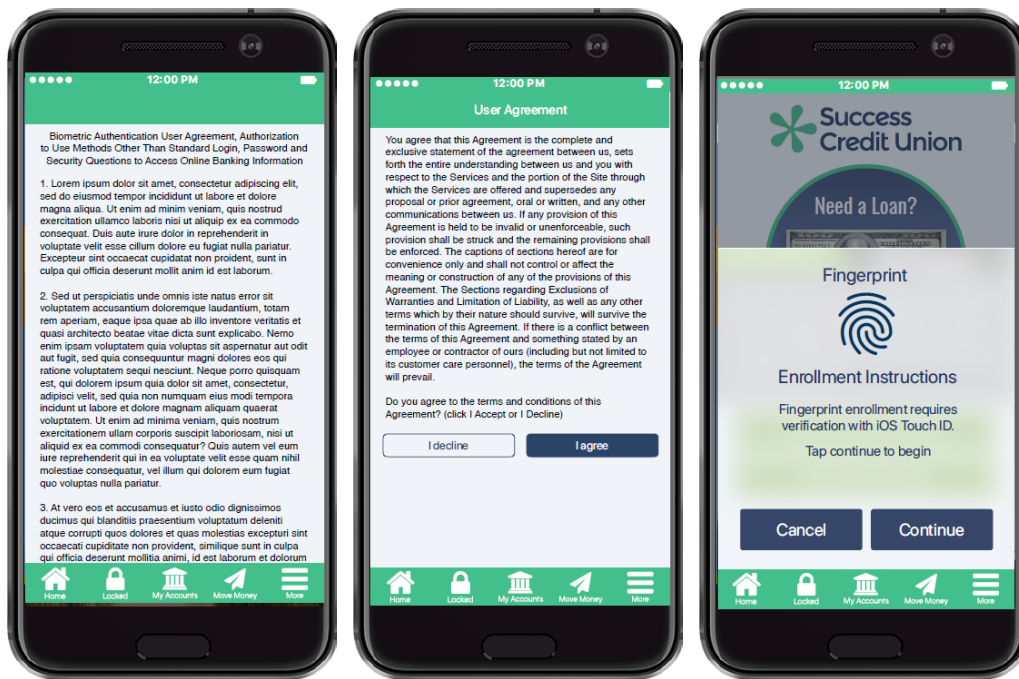 12:00 PM
Biometric Authentication User Agreement, Authorization
to Use Methods Other Than Standard Login, Password and
Security Questions to Access Online Banking Information
1. Lorem ipsum dolor sit amet, consectetur adipiscing elit,
sed do eiusmod tempor incididunt ut labore et dolore
magna aliqua. Ut enim ad minim veniam, quis nostrud
exercitation ullamco laboris nisi ut aliquip ex ea commodo
consequat. Duis aute irure dolor in reprehenderit in
voluptate velit esse cillum dolore eu fugiat nulla pariatur.
Excepteur sint occaecat cupidatat non proident, sunt in
culpa qui officia deserunt mollit anim id est laborum.
2. Sed ut perspiciatis unde omnis iste natus error sit
voluptatem accusantium doloremque laudantium, totam
rem aperiam, eaque ipsa quae ab illo inventore veritatis et
quasi architecto beatae vitae dicta sunt explicabo. Nemo
enim ipsam voluptatem quia voluptas sit aspernatur aut odit
aut fugit, sed quia consequuntur magni dolores eos qui
ratione voluptatem sequi nesciunt. Neque porro quisquam
est, qui dolorem ipsum quia dolor sit amet, consectetur,
adipisci velit, sed quia non numquam eius modi tempora
incidunt ut labore et dolore magnam aliquam quaerat
voluptatem. Ut enim ad minima veniam, quis nostrum
exercitationem ullam corporis suscipit laboriosam, nisi ut
aliquid ex ea commodi consequatur? Quis autem vel eum
iure reprehenderit qui in ea voluptate velit esse quam nihil
molestiae consequatur, vel illum qui dolorem eum fugiat
quo voluptas nulla pariatur.
3. At vero eos et accusamus et iusto odio dignissimos
ducimus qui blanditiis praesentium voluptatum deleniti
atque corrupti quos dolores et quas molestias excepturi sint
occaecati cupiditate non provident, similique sunt in culpa
qui officia deserunt mollitia animi, id est laborum et dolorum
Home
Locked
My Accounts
Move Money
More
12:00 PM
User Agreement
You agree that this Agreement is the complete and
exclusive statement of the agreement between us, sets
forth the entire understanding between us and you with
respect to the Services and the portion of the Site through
which the Services are offered and supersedes any
proposal or prior agreement, oral or written, and any other
communications between us. If any provision of this
Agreement is held to be invalid or unenforceable, such
provision shall be struck and the remaining provisions shall
be enforced. The captions of sections hereof are for
convenience only and shall not control or affect the
meaning or construction of any of the provisions of this
Agreement. The Sections regarding Exclusions of
Warranties and Limitation of Liability, as well as any other
terms which by their nature should survive, will survive the
termination of this Agreement. If there is a conflict between
the terms of this Agreement and something stated by an
employee or contractor of ours (including but not limited to
its customer care personnel), the terms of the Agreement
will prevail.
Do you agree to the terms and conditions of this
Agreement? (click I Accept or I Decline)
I decline
I agree
Home
Locked
My Accounts
Move Money
More
12:00 PM
Success
Credit Union
Need a Loan?
Fingerprint
Enrollment Instructions
Fingerprint enrollment requires
verification with iOS Touch ID.
Tap continue to begin
Cancel
Continue
Home
Locked
My Accounts
Move Money
More